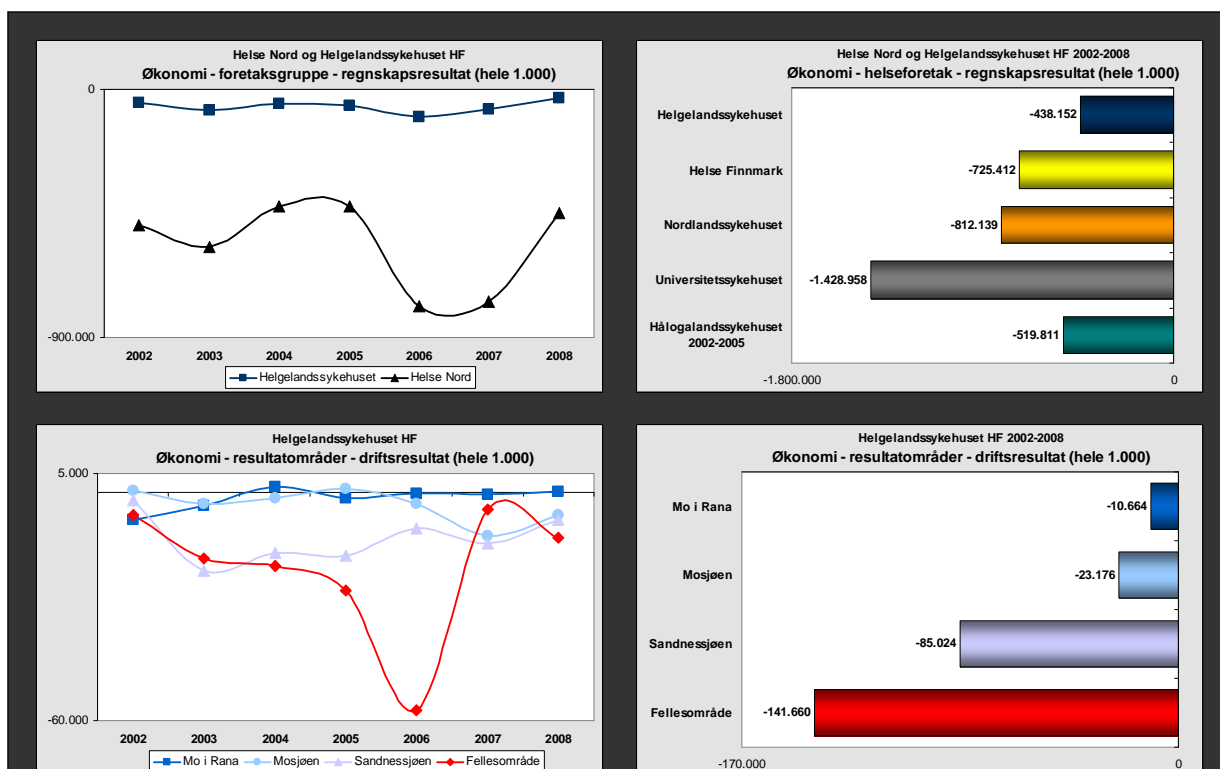 Helse Nord og Helgelandssykehuset HF
Økonomi - foretaksgruppe - regnskapsresultat (hele 1.000)
0
-900.000
2002 2003 2004 2005 2006 2007 2008
Helgelandssykehuset Helse Nord
Helse Nord og Helgelandssykehuset HF 2002-2008
Økonomi - helseforetak - regnskapsresultat (hele 1.000)
Helgelandssykehuset -438.152
Helse Finnmark -725.412
Nordlandssykehuset -812.139
Universitetssykehuset -1.428.958
Hålogalandssykehuset
2002-2005 -519.811
-1.800.000 0
Helgelandssykehuset HF
Økonomi - resultatområder - driftsresultat (hele 1.000)
5.000
-60.000
2002 2003 2004 2005 2006 2007 2008
Mo i Rana Mosjøen Sandnessjøen Fellesområde
Helgelandssykehuset HF 2002-2008
Økonomi - resultatområder - driftsresultat (hele 1.000)
Mo i Rana -10.664
Mosjøen -23.176
Sandnessjøen -85.024
Fellesområde -141.660
-170.000 0